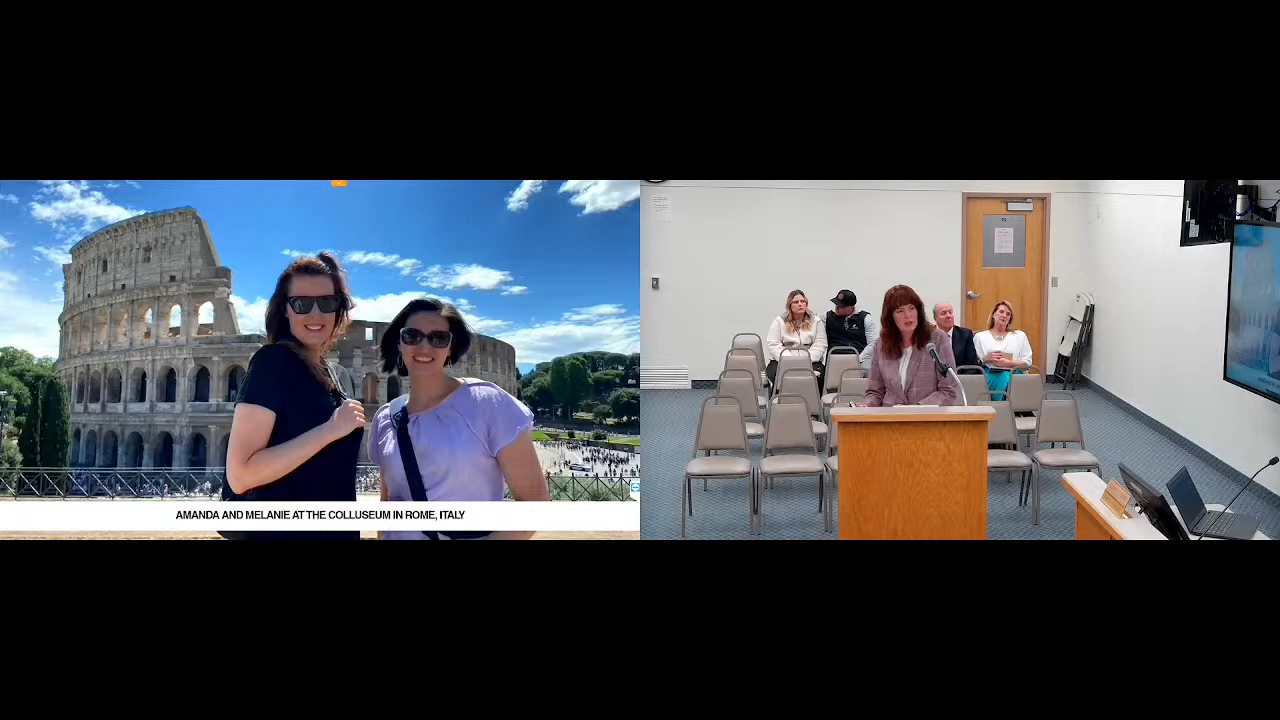 AMANDA AND MELANIE AT THE COLLUSEUM IN ROME, ITALY